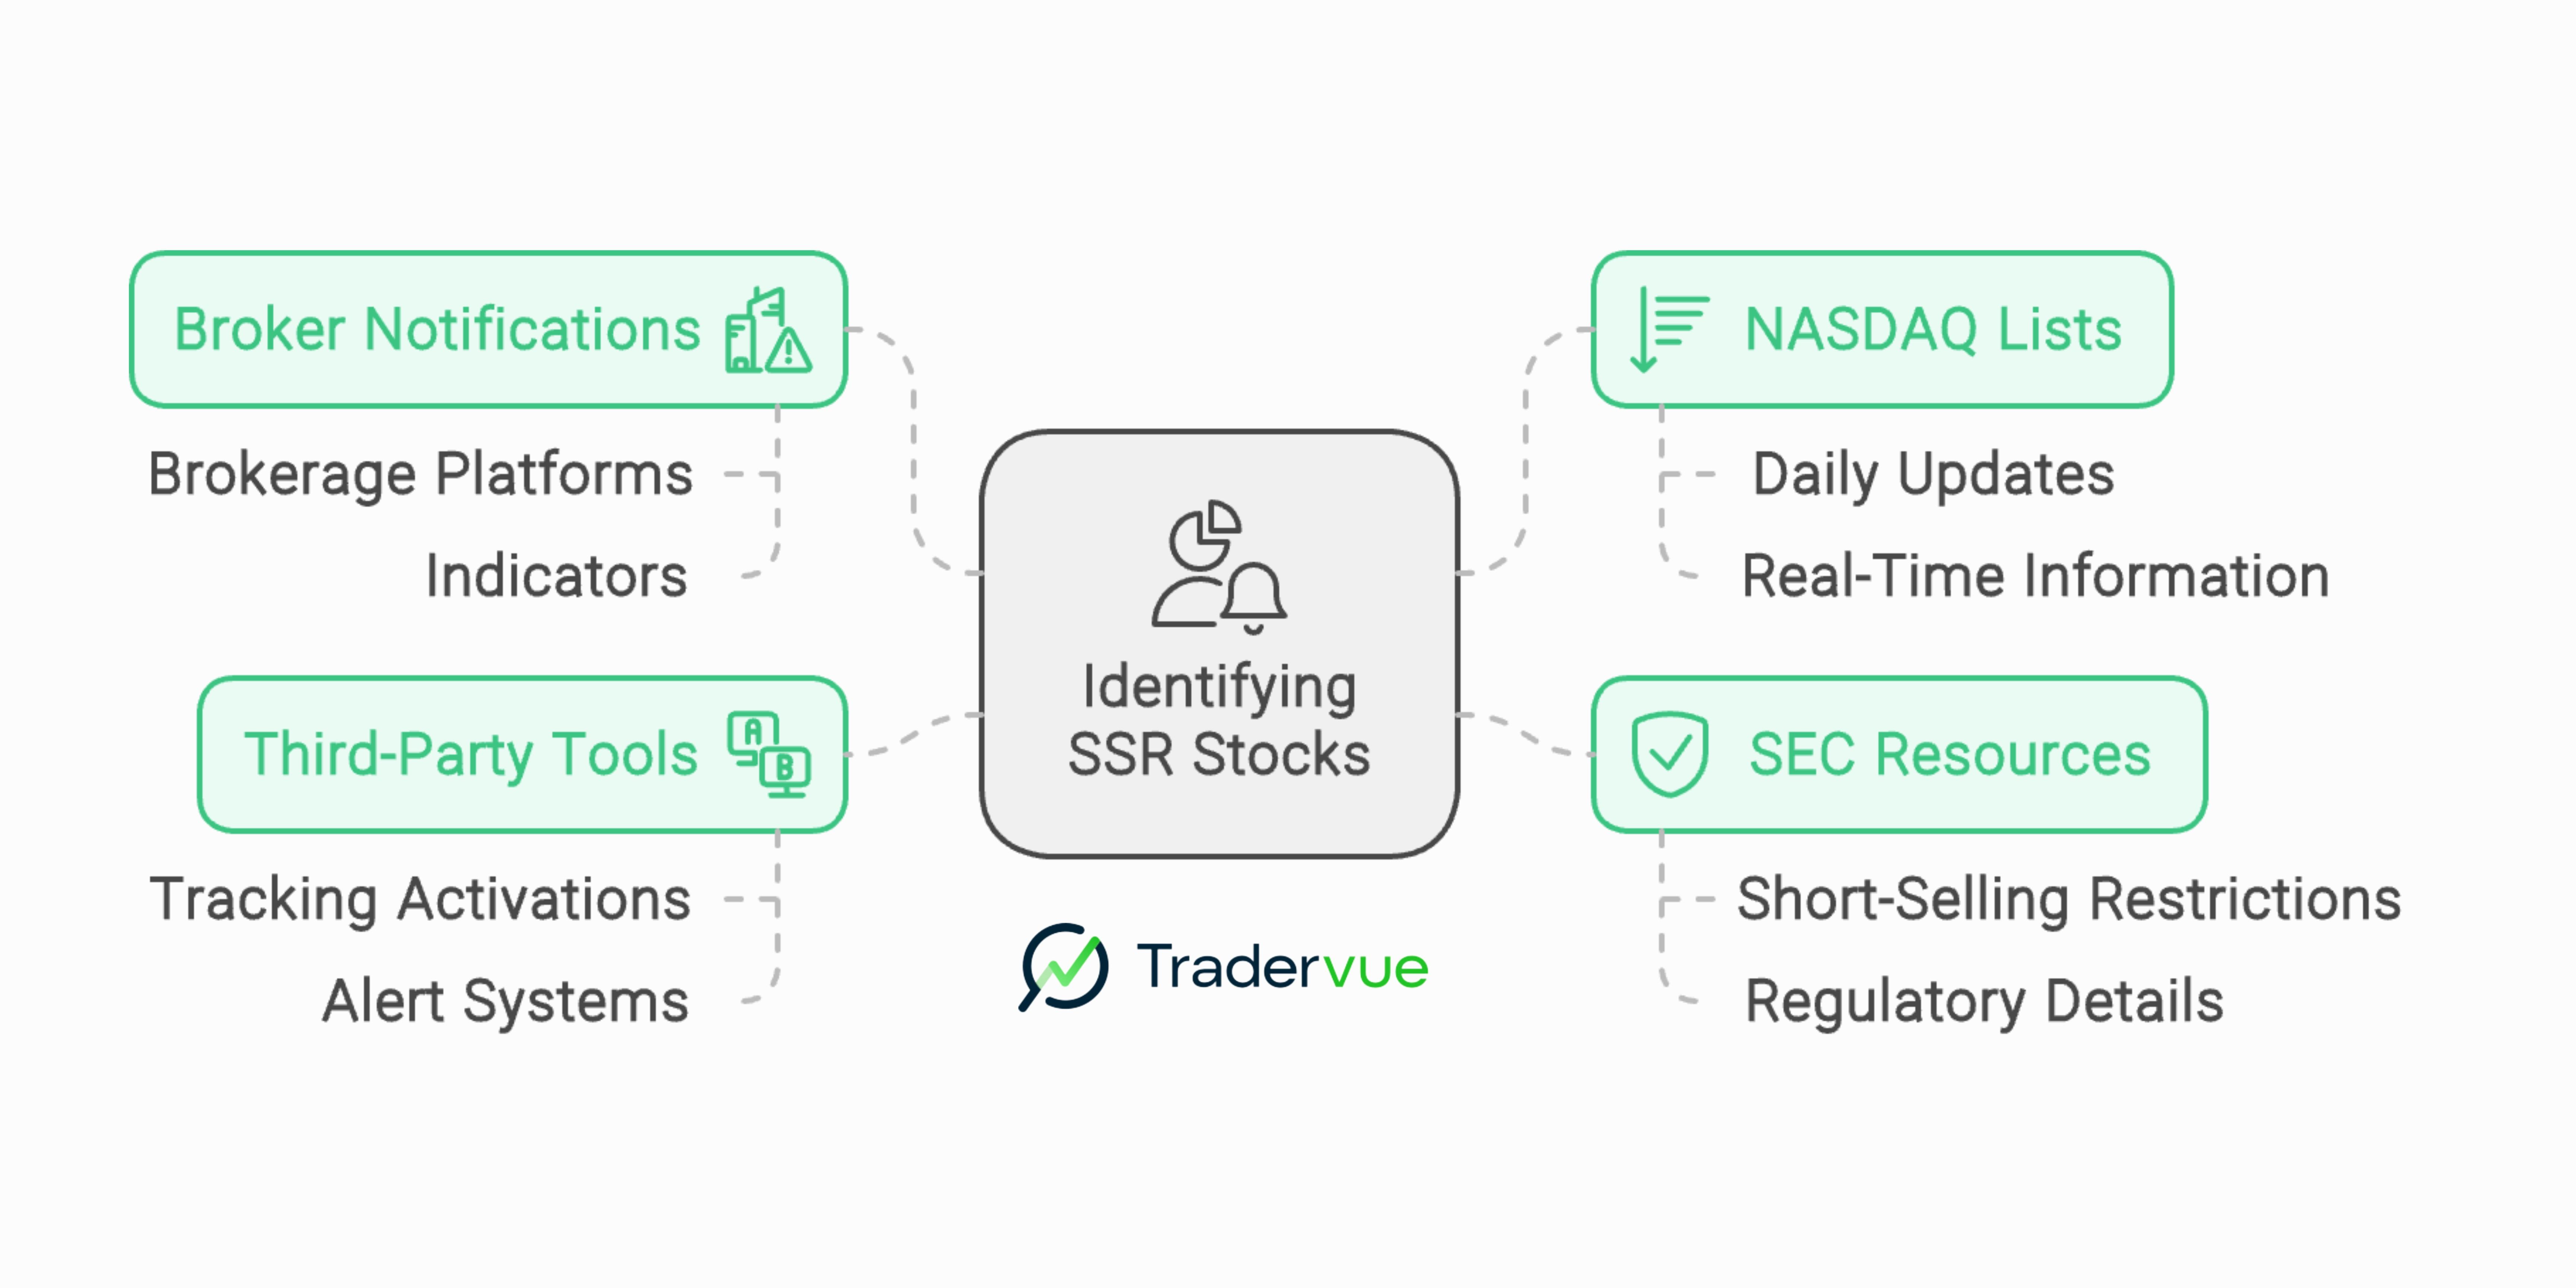 Broker Notifications
Brokerage Platforms
Indicators
Third-Party Tools
A
B
Tracking Activations
Alert Systems
Identifying
SSR Stocks
Tradervue
NASDAQ Lists
Daily Updates
Real-Time Information
SEC Resources
Short-Selling Restrictions
Regulatory Details